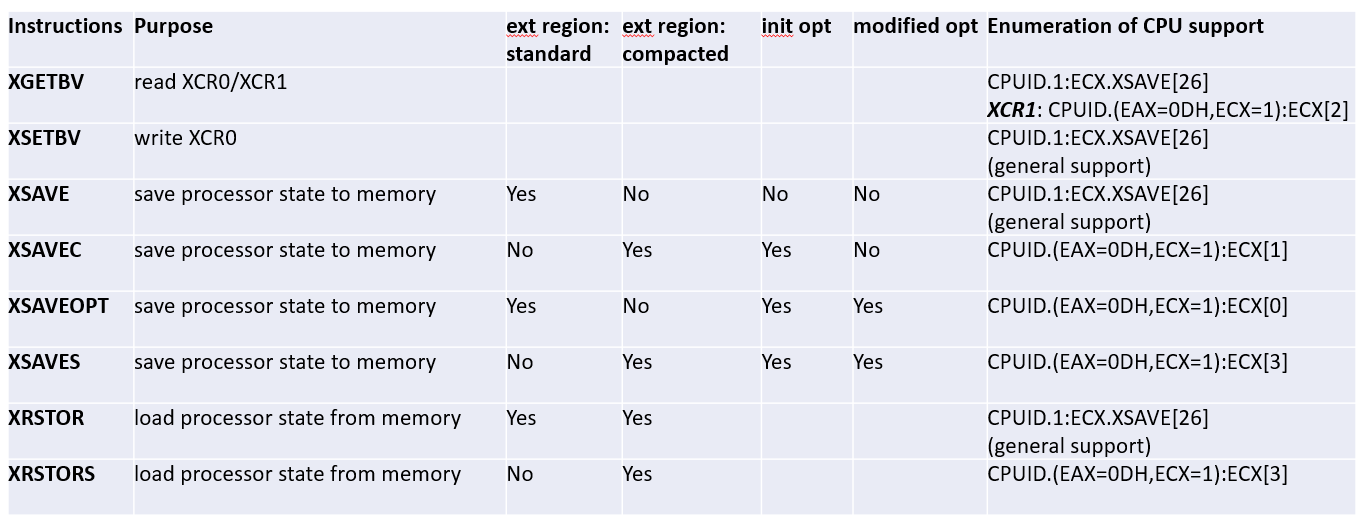 Instructions Purpose ext region: ext region: init opt modified opt Enumeration of CPU support
standard compacted
XGETBV read XCR0/XCR1 CPUID.1:ECX.XSAVE[26]
XCR1: CPUID.(EAX=0DH,ECX=1):ECX[2]
XSETBV write XCR0 CPUID.1:ECX.XSAVE[26]
(general support)
XSAVE save processor state to memory Yes No No No CPUID.1:ECX.XSAVE[26]
(general support)
XSAVEC save processor state to memory No Yes Yes No CPUID.(EAX=0DH,ECX=1):ECX[1]
XSAVEOPT save processor state to memory Yes No Yes Yes CPUID.(EAX=0DH,ECX=1):ECX[0]
XSAVES save processor state to memory No Yes Yes Yes CPUID.(EAX=0DH,ECX=1):ECX[3]
XRSTOR load processor state from memory Yes Yes CPUID.1:ECX.XSAVE[26]
(general support)
XRSTORS load processor state from memory No Yes CPUID.(EAX=0DH,ECX=1):ECX[3]